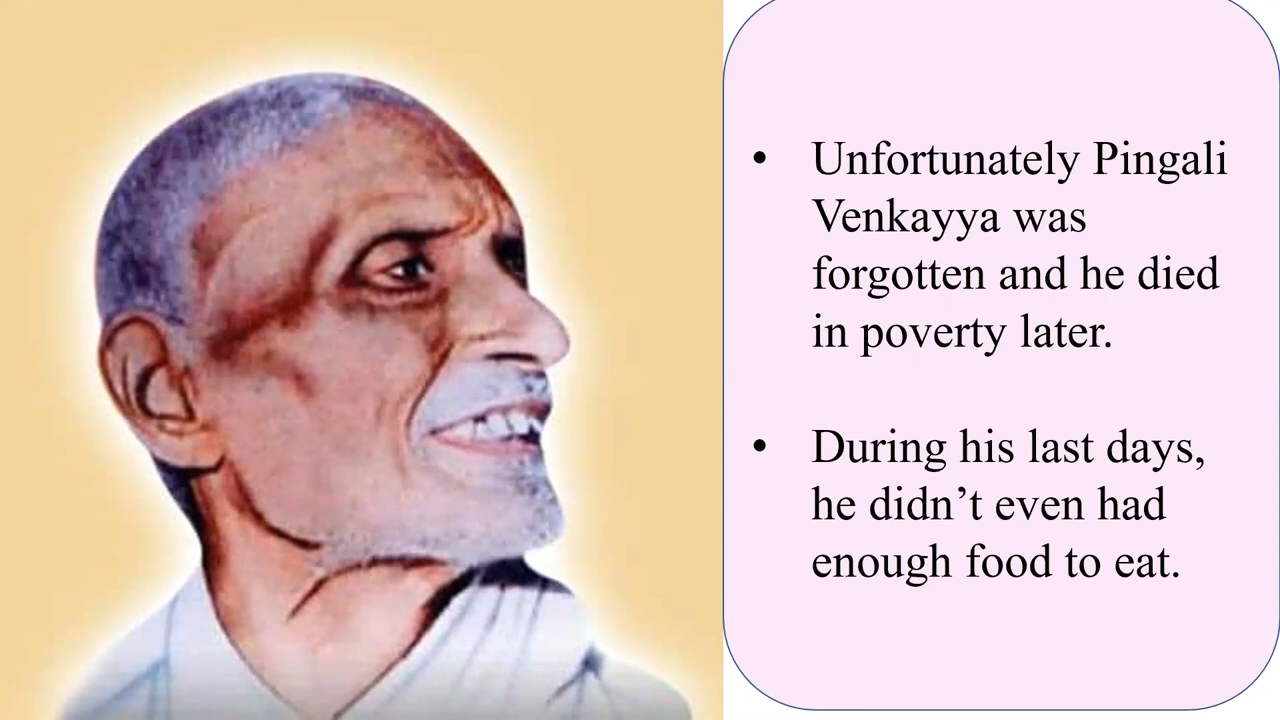 • Unfortunately Pingali
Venkayya was
forgotten and he died
in poverty later.
• During his last days,
he didn’t even had
enough food to eat.